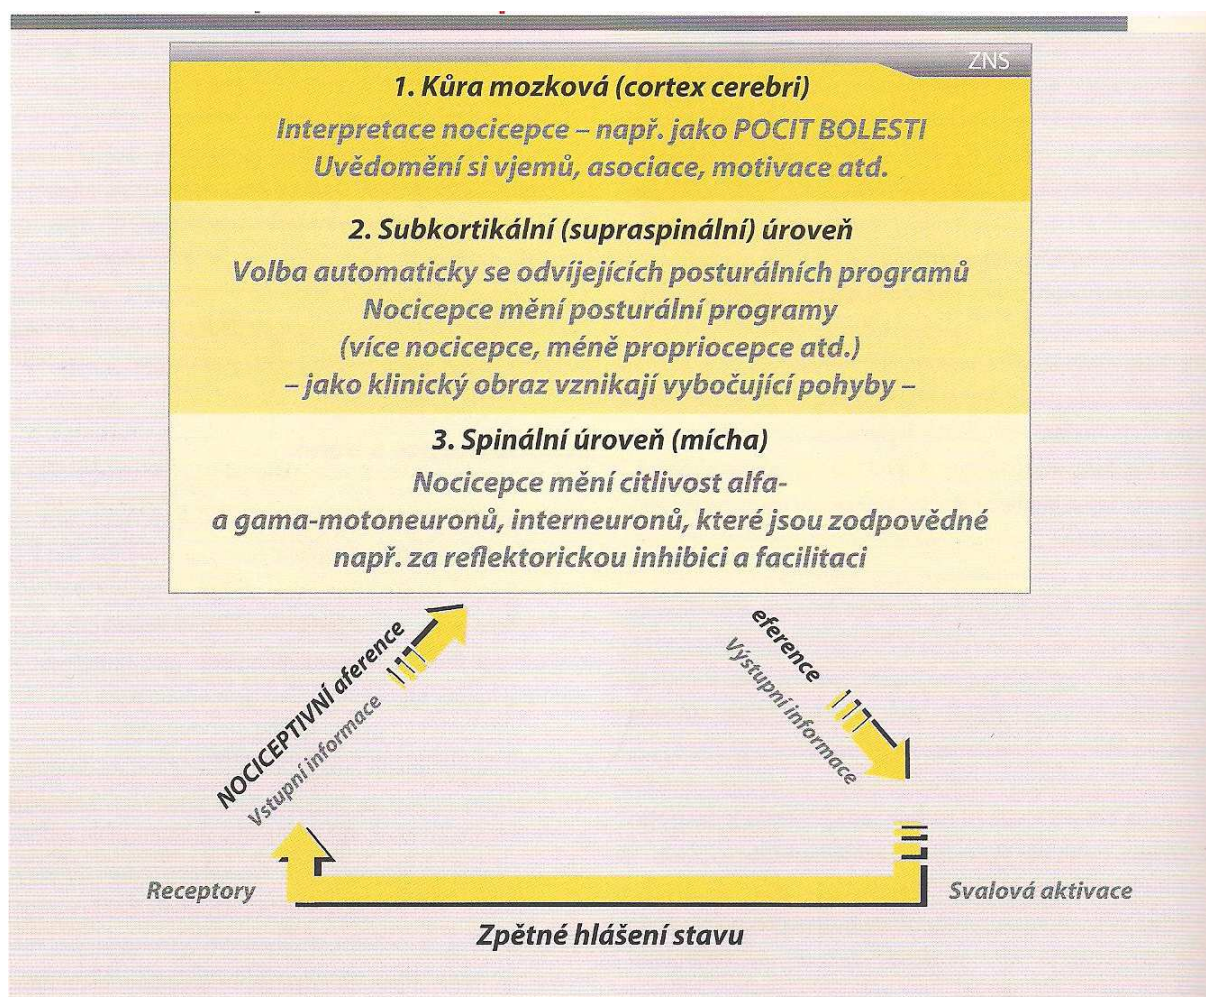 ZNS
1. Kůra mozková (cortex cerebri)
Interpretace nocicepce – např. jako POCIT BOLESTI
Uvědomění si vjemů, asociace, motivace atd.
2. Subkortikální (supraspinální) úroveň
Volba automaticky se odvíjejících posturálních programů
Nocicepce mění posturální programy
(více nocicepce, méně propriocepce atd.)
– jako klinický obraz vznikají vybočující pohyby –
3. Spinální úroveň (mícha)
Nocicepce mění citlivost alfa-
a gama-motoneuronů, interneuronů, které jsou zodpovědné
např. za reflektorickou inhibici a facilitaci
NOCICEPTIVNÍ aference
Vstupní informace
eference
Výstupní informace
Receptory
Svalová aktivace
Zpětné hlášení stavu